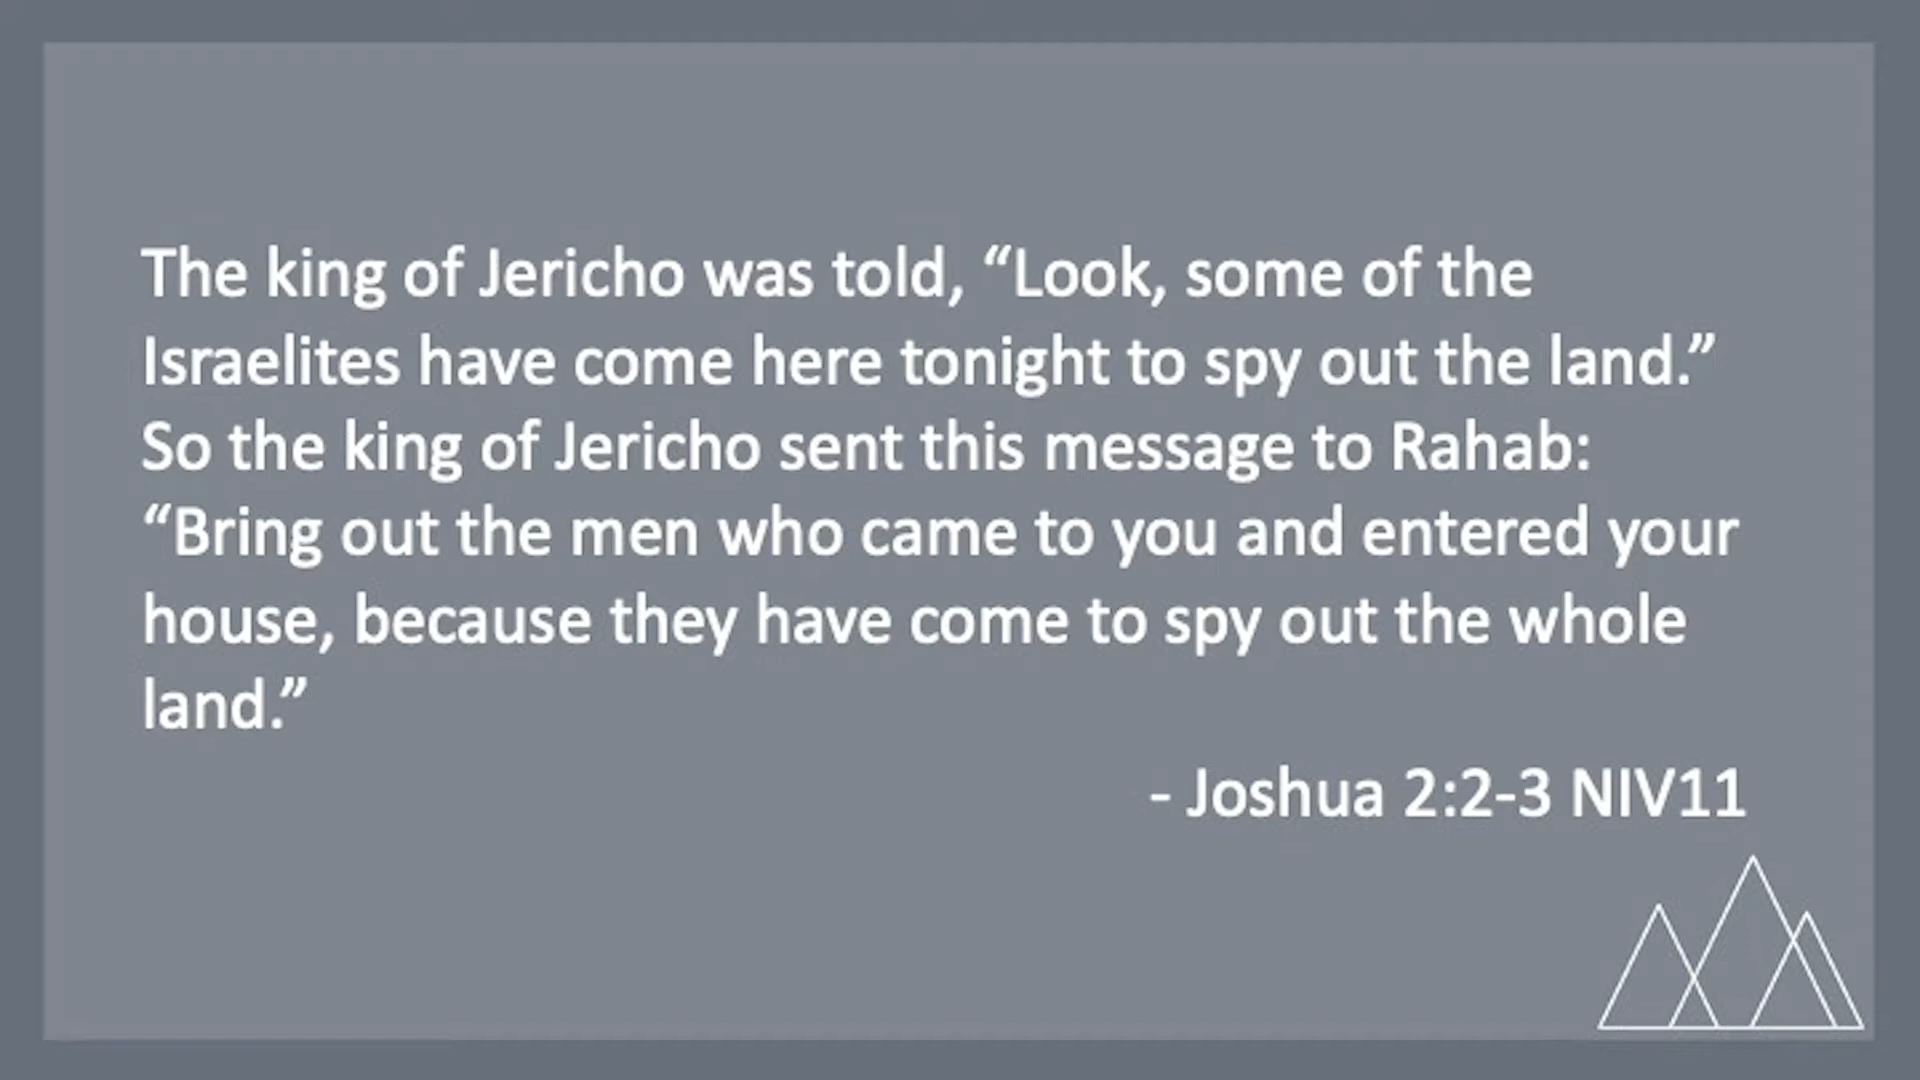 The king of Jericho was told, “Look, some of the
Israelites have come here tonight to spy out the land.”
So the king of Jericho sent this message to Rahab:
“Bring out the men who came to you and entered your
house, because they have come to spy out the whole
land.”
- Joshua 2:2-3 NIV11